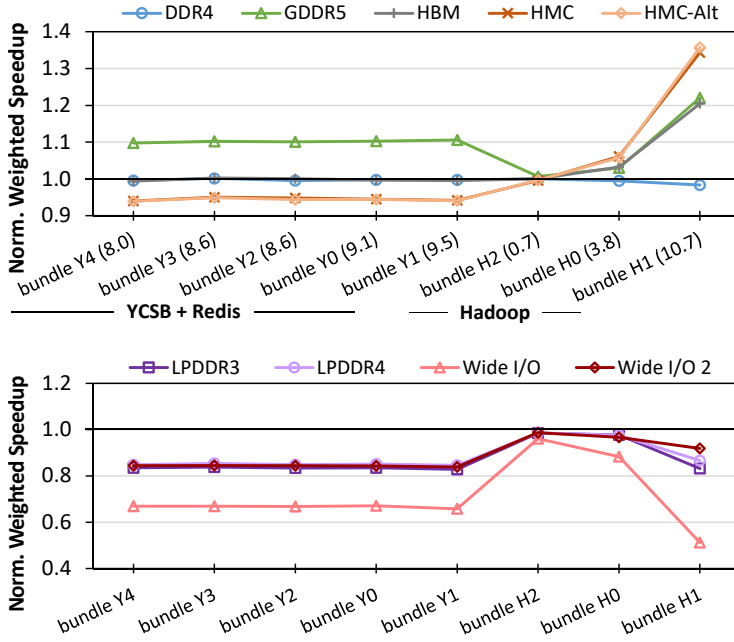 DDR4 GDDR5 HBM HMC HMC-Alt
Norm. Weighted Speedup
1.4
1.3
1.2
1.1
1.0
0.9
bundle Y4 (8.0)
bundle Y3 (8.6)
bundle Y2 (8.6)
bundle Y0 (9.1)
bundle Y1 (9.5)
bundle H2 (0.7)
bundle H0 (3.8)
bundle H1 (10.7)
YCSB + Redis Hadoop
LPDDR3 LPDDR4 Wide I/O Wide I/O 2
Norm. Weighted Speedup
1.2
1.0
0.8
0.6
0.4
bundle Y4
bundle Y3
bundle Y2
bundle Y0
bundle Y1
bundle H2
bundle H0
bundle H1